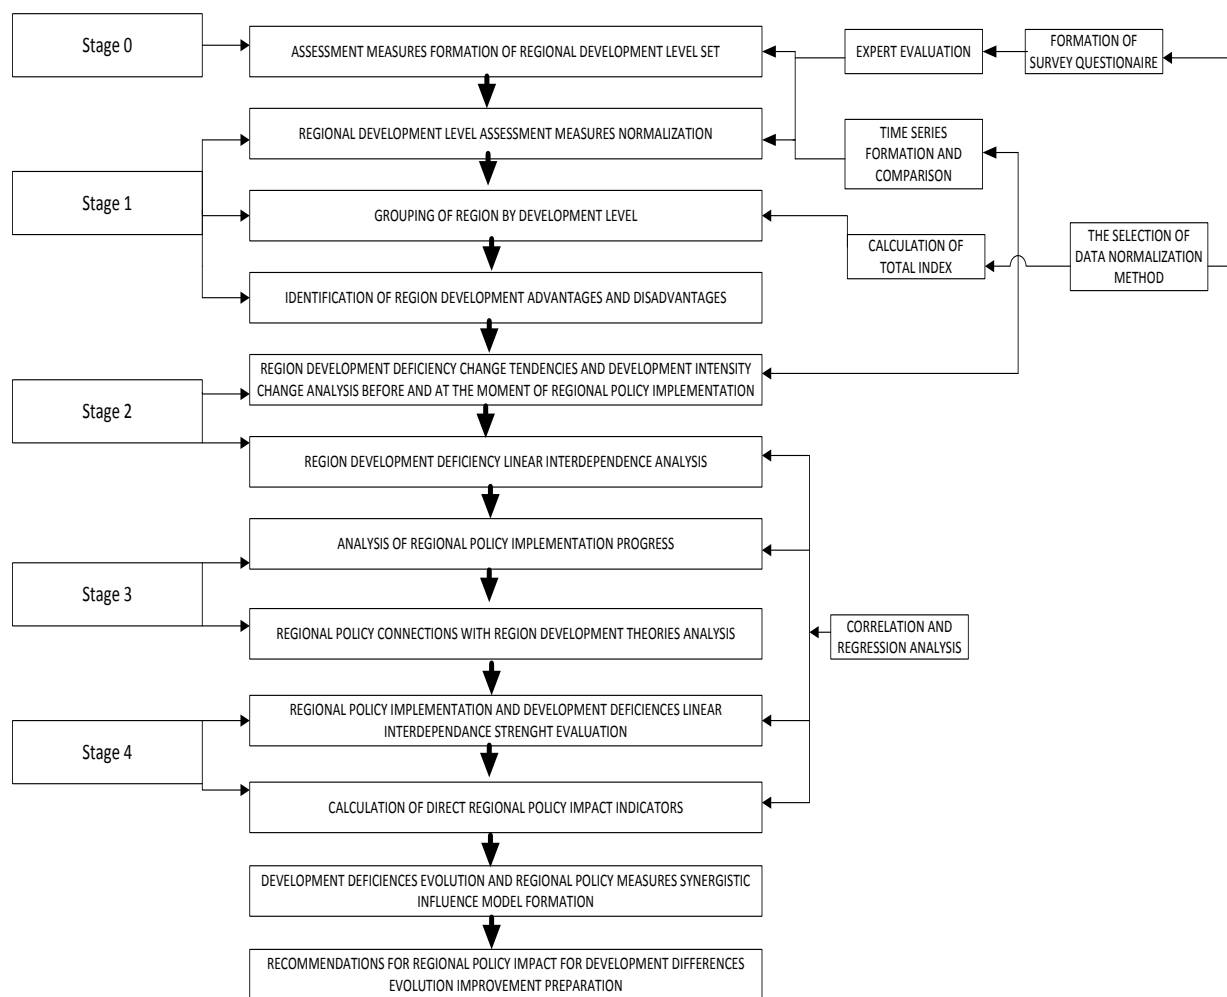 Stage 0
ASSESSMENT MEASURES FORMATION OF REGIONAL DEVELOPMENT LEVEL SET
EXPERT EVALUATION
FORMATION OF
SURVEY QUESTIONAIRE
REGIONAL DEVELOPMENT LEVEL ASSESSMENT MEASURES NORMALIZATION
TIME SERIES
FORMATION AND
COMPARISON
Stage 1
GROUPING OF REGION BY DEVELOPMENT LEVEL
CALCULATION OF
TOTAL INDEX
THE SELECTION OF
DATA NORMALIZATION
METHOD
IDENTIFICATION OF REGION DEVELOPMENT ADVANTAGES AND DISADVANTAGES
REGION DEVELOPMENT DEFICIENCY CHANGE TENDENCIES AND DEVELOPMENT INTENSITY
CHANGE ANALYSIS BEFORE AND AT THE MOMENT OF REGIONAL POLICY IMPLEMENTATION
Stage 2
REGION DEVELOPMENT DEFICIENCY LINEAR INTERDEPENDENCE ANALYSIS
ANALYSIS OF REGIONAL POLICY IMPLEMENTATION PROGRESS
Stage 3
REGIONAL POLICY CONNECTIONS WITH REGION DEVELOPMENT THEORIES ANALYSIS
CORRELATION AND
REGRESSION ANALYSIS
REGIONAL POLICY IMPLEMENTATION AND DEVELOPMENT DEFICIENCES LINEAR
INTERDEPENDANCE STRENGHT EVALUATION
Stage 4
CALCULATION OF DIRECT REGIONAL POLICY IMPACT INDICATORS
DEVELOPMENT DEFICIENCES EVOLUTION AND REGIONAL POLICY MEASURES SYNERGISTIC
INFLUENCE MODEL FORMATION
RECOMMENDATIONS FOR REGIONAL POLICY IMPACT FOR DEVELOPMENT DIFFERENCES
EVOLUTION IMPROVEMENT PREPARATION